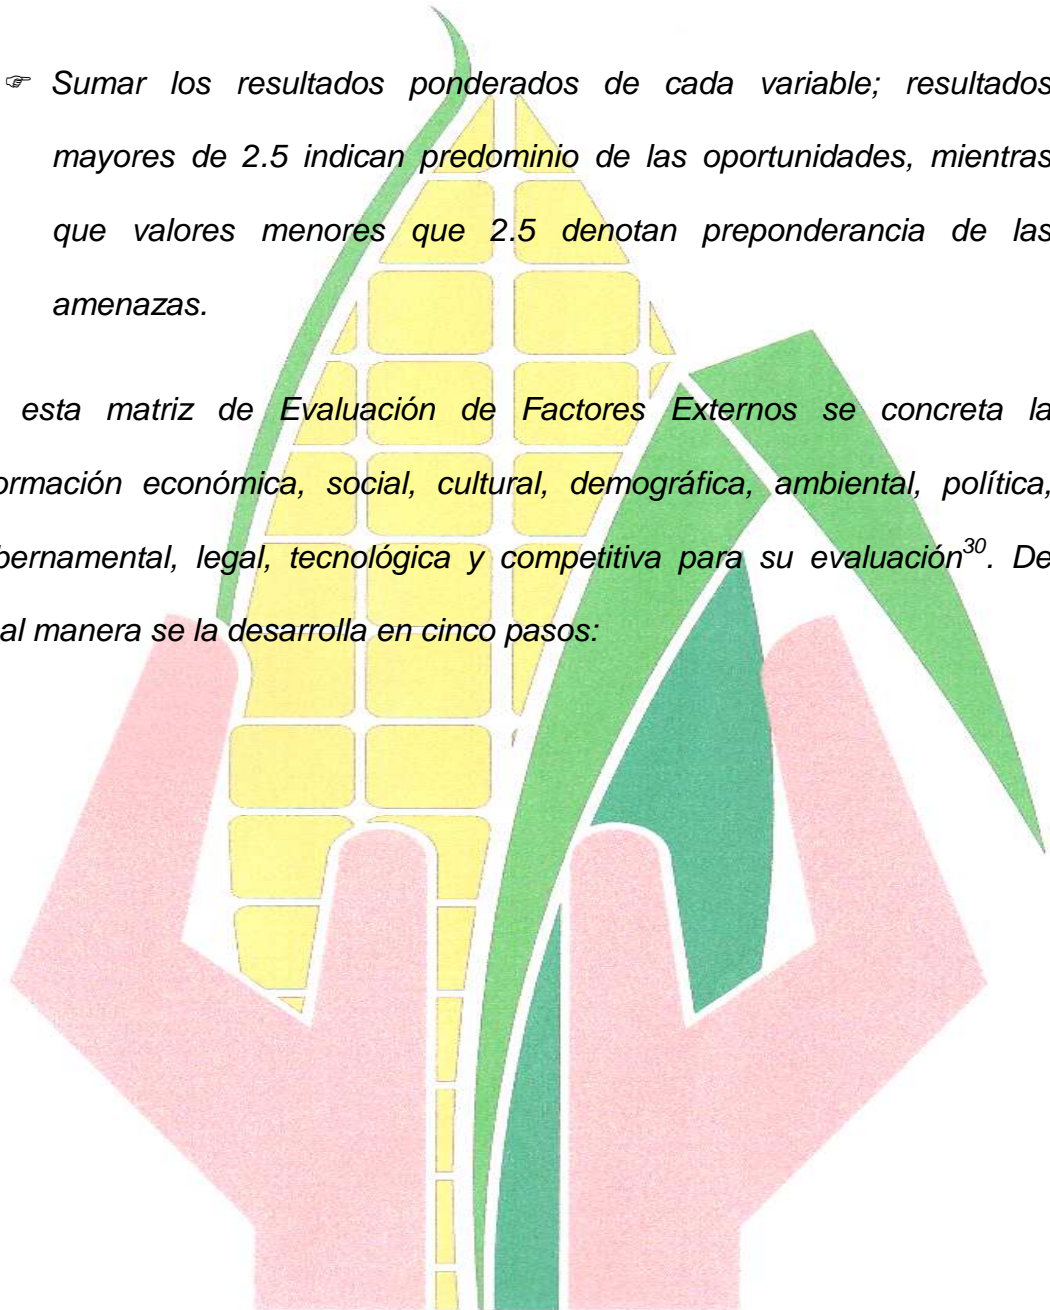 ☞ Sumar los resultados ponderados de cada variable; resultados
mayores de 2.5 indican predominio de las oportunidades, mientras
que valores menores que 2.5 denotan preponderancia de las
amenazas.
esta matriz de Evaluación de Factores Externos se concreta la
ormación económica, social, cultural, demográfica, ambiental, política,
bernamental, legal, tecnológica y competitiva para su evaluación³⁰. De
al manera se la desarrolla en cinco pasos: